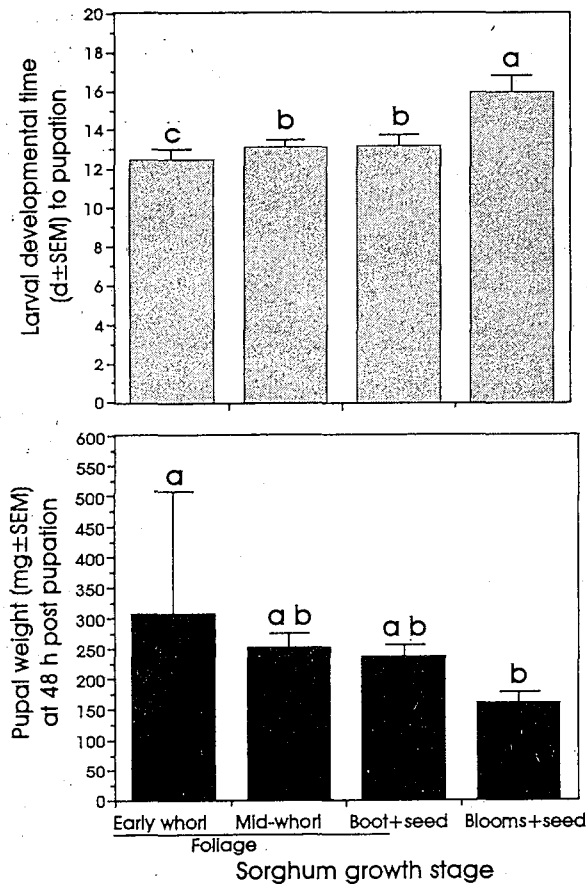 20
18
16
14
12
10
8
6
4
2
0
Larval developmental time
(d±SEM) to pupation
c
b
b
a
600
550
500
450
400
350
300
250
200
150
100
50
0
Pupal weight (mg±SEM)
at 48 h post pupation
a
a b
a b
b
Early whorl Mid-whorl Boot+seed Blooms+seed
Foliage
Sorghum growth stage